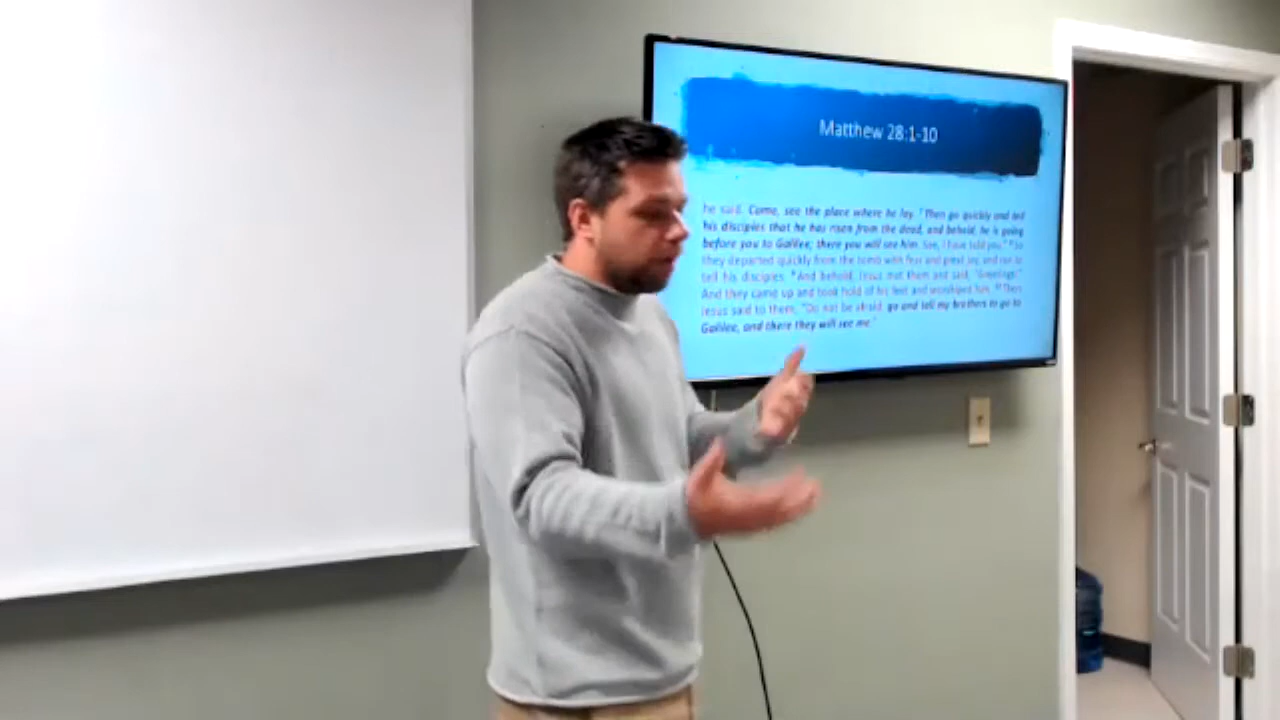 Matthew 28:1-10
he said. Come, see the place where he lay. ⁷Then go quickly and tell
his disciples that he has risen from the dead, and behold, he is going
before you to Galilee; there you will see him. See, I have told you." ⁸So
they departed quickly from the tomb with fear and great joy, and ran to
tell his disciples. ⁹And behold, Jesus met them and said, "Greetings!"
And they came up and took hold of his feet and worshiped him. ¹⁰Then
Jesus said to them, "Do not be afraid; go and tell my brothers to go to
Galilee, and there they will see me."